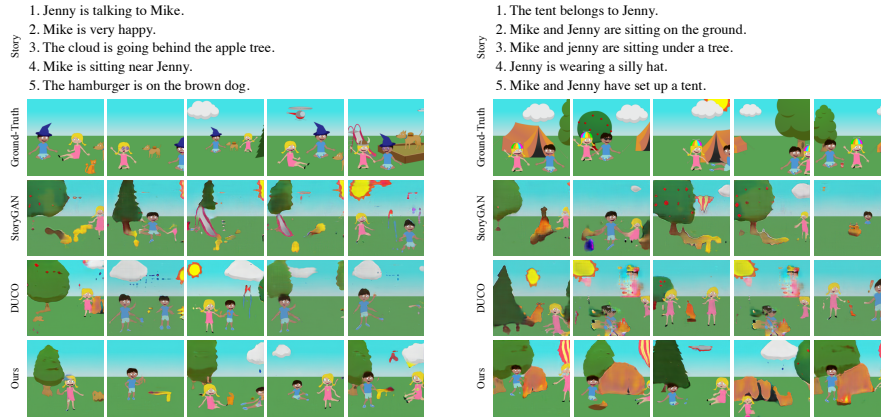 Story
1. Jenny is talking to Mike.
2. Mike is very happy.
3. The cloud is going behind the apple tree.
4. Mike is sitting near Jenny.
5. The hamburger is on the brown dog.
Ground-Truth
StoryGAN
DUCO
Ours
Story
1. The tent belongs to Jenny.
2. Mike and Jenny are sitting on the ground.
3. Mike and jenny are sitting under a tree.
4. Jenny is wearing a silly hat.
5. Mike and Jenny have set up a tent.
Ground-Truth
StoryGAN
DUCO
Ours